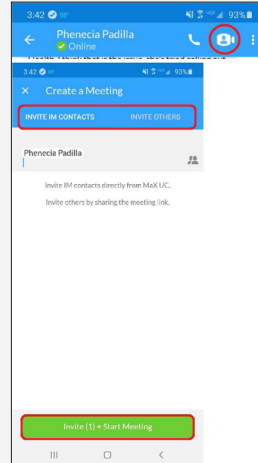 3:42 93%
Phenecia Padilla
Online
3:42 93%
Create a Meeting
INVITE IM CONTACTS INVITE OTHERS
Phenecia Padilla
Invite IM contacts directly from MaX UC.
Invite others by sharing the meeting link.
Invite (1) + Start Meeting